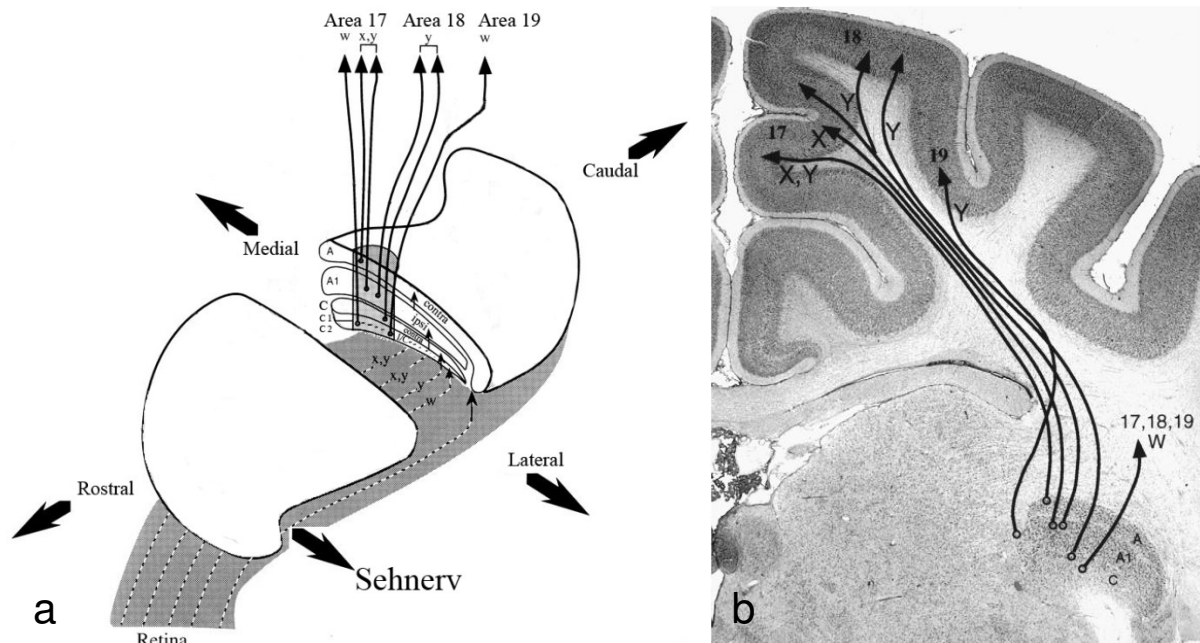 Area 17 Area 18 Area 19
w x,y y w
Caudal
Medial
A
A1
C
C1
C2
contra
ipsi
contra
x,y
x,y
y
w
Lateral
Rostral
Sehnerv
Retina
a
18
17
19
Y
Y
X
X, Y
Y
17,18,19
W
A
A1
C
b